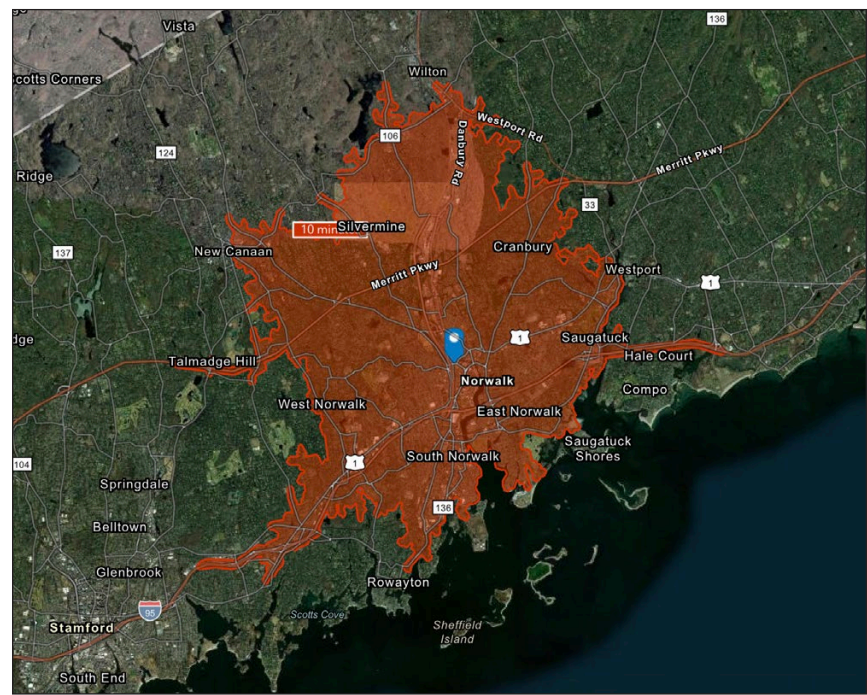 Vista
136
Scotts Corners
Wilton
Westport Rd
106
Danbury Rd
124
Merritt Pkwy
Ridge
33
10 minut
Silvermine
New Canaan
Cranbury
137
Merritt Pkwy
Westport
1
1
Saugatuck
Talmadge Hill
Hale Court
Norwalk
Compo
West Norwalk
East Norwalk
Saugatuck
Shores
1
South Norwalk
104
Springdale
136
Belltown
Glenbrook
Rowayton
95
Scotts Cove
Stamford
Sheffield
Island
South End